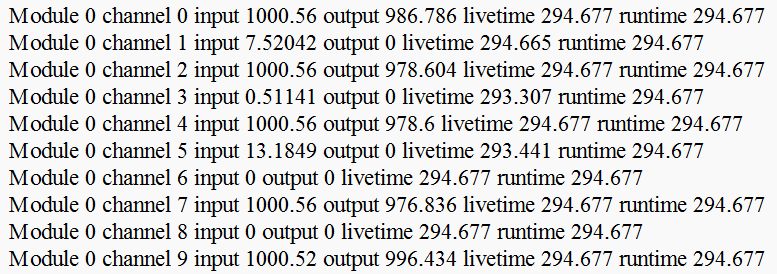 Module 0 channel 0 input 1000.56 output 986.786 livetime 294.677 runtime 294.677
Module 0 channel 1 input 7.52042 output 0 livetime 294.665 runtime 294.677
Module 0 channel 2 input 1000.56 output 978.604 livetime 294.677 runtime 294.677
Module 0 channel 3 input 0.51141 output 0 livetime 293.307 runtime 294.677
Module 0 channel 4 input 1000.56 output 978.6 livetime 294.677 runtime 294.677
Module 0 channel 5 input 13.1849 output 0 livetime 293.441 runtime 294.677
Module 0 channel 6 input 0 output 0 livetime 294.677 runtime 294.677
Module 0 channel 7 input 1000.56 output 976.836 livetime 294.677 runtime 294.677
Module 0 channel 8 input 0 output 0 livetime 294.677 runtime 294.677
Module 0 channel 9 input 1000.52 output 996.434 livetime 294.677 runtime 294.677